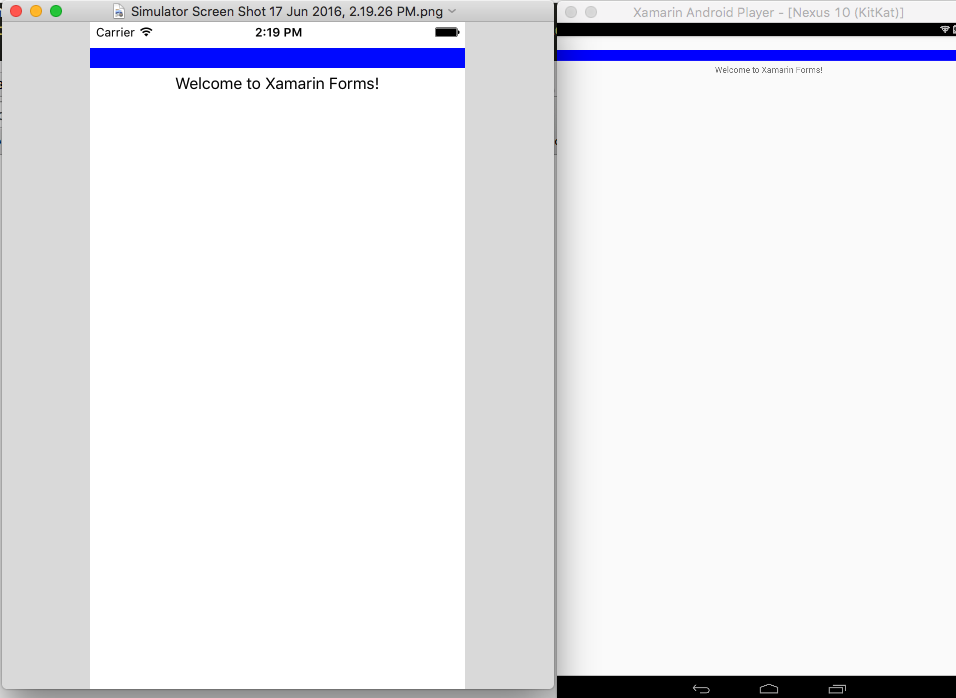 Simulator Screen Shot 17 Jun 2016, 2.19.26 PM.png
Carrier 2:19 PM
Welcome to Xamarin Forms!
Xamarin Android Player - [Nexus 10 (KitKat)]
Welcome to Xamarin Forms!